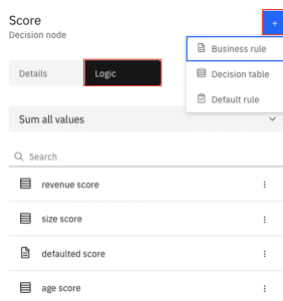 Score
Decision node
+
Business rule
Details
Logic
Decision table
Default rule
Sum all values
Search
revenue score
size score
defaulted score
age score